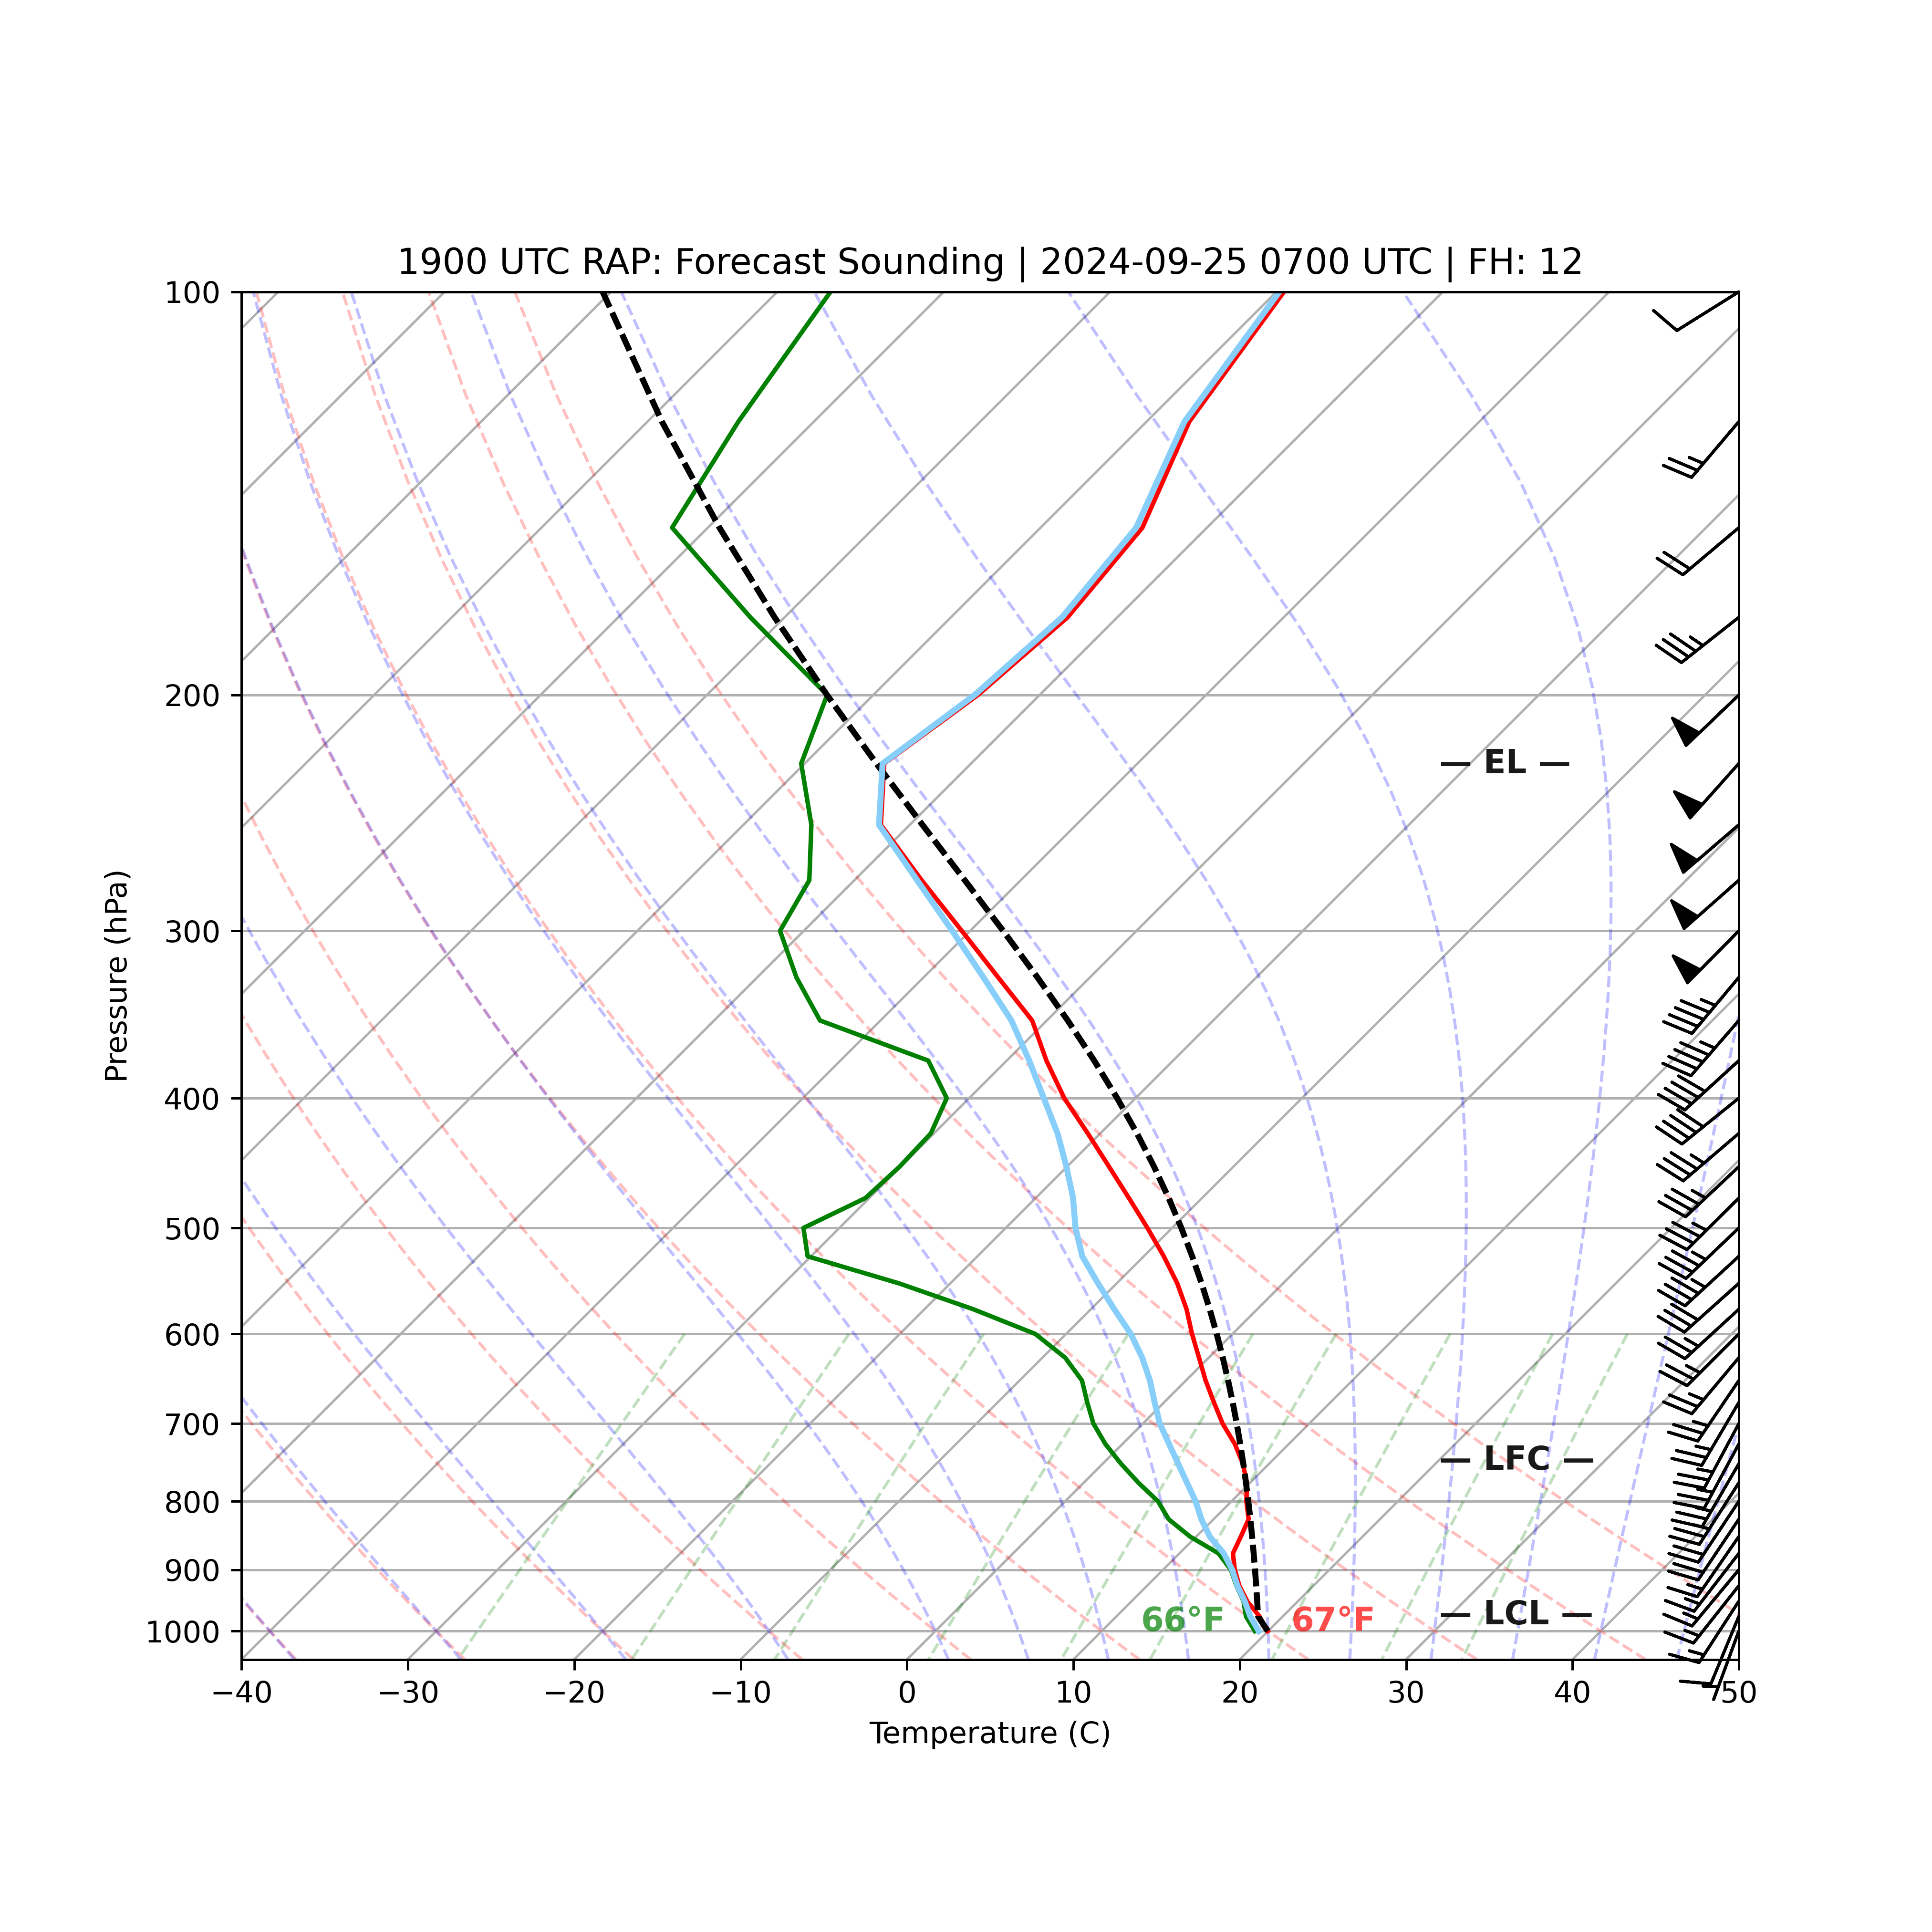 1900 UTC RAP: Forecast Sounding | 2024-09-25 0700 UTC | FH: 12
100
200
300
400
500
600
700
800
900
1000
Pressure (hPa)
— EL —
— LFC —
— LCL —
66°F
67°F
−40 −30 −20 −10 0 10 20 30 40 50
Temperature (C)